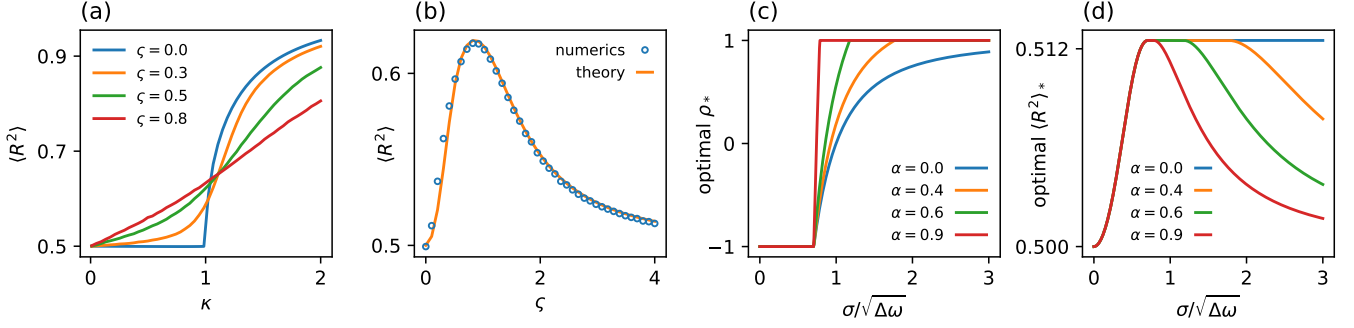 (a)
⟨R²⟩
0.9
0.7
0.5
ς = 0.0
ς = 0.3
ς = 0.5
ς = 0.8
0 1 2
κ
(b)
⟨R²⟩
0.6
0.5
numerics
theory
0 2 4
ς
(c)
optimal ρ*
1
0
−1
α = 0.0
α = 0.4
α = 0.6
α = 0.9
0 1 2 3
σ/√Δω
(d)
optimal ⟨R²⟩*
0.512
0.500
α = 0.0
α = 0.4
α = 0.6
α = 0.9
0 1 2 3
σ/√Δω